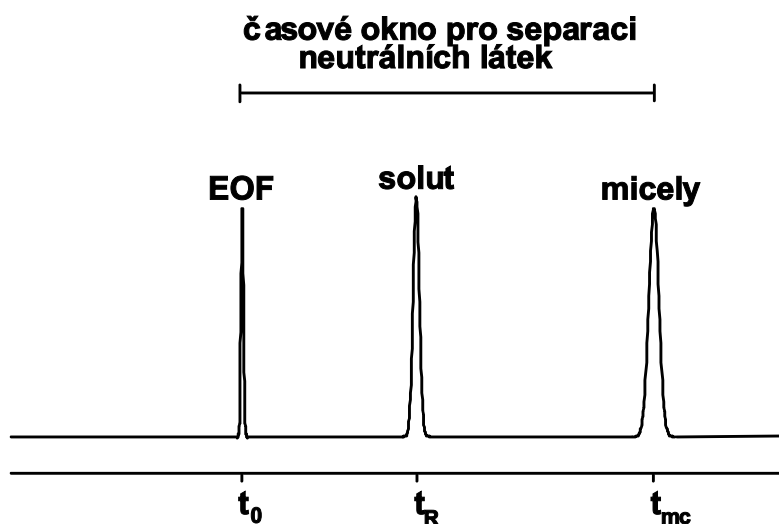 časové okno pro separaci
neutrálních látek
EOF
solut
micely
t0
tR
tmc